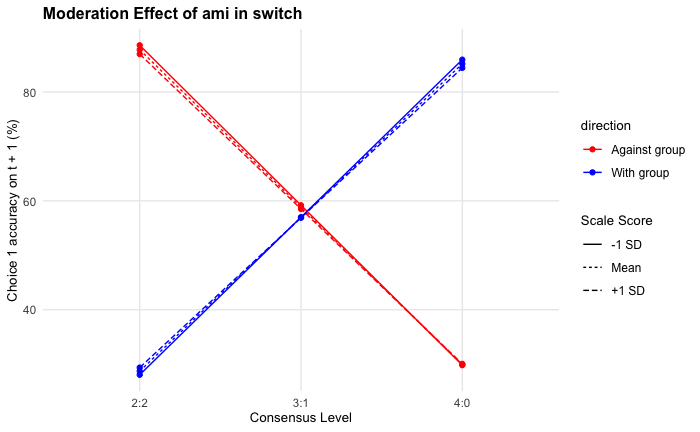 Moderation Effect of ami in switch
Choice 1 accuracy on t + 1 (%)
80
60
40
2:2
3:1
4:0
Consensus Level
direction
Against group
With group
Scale Score
-1 SD
Mean
+1 SD